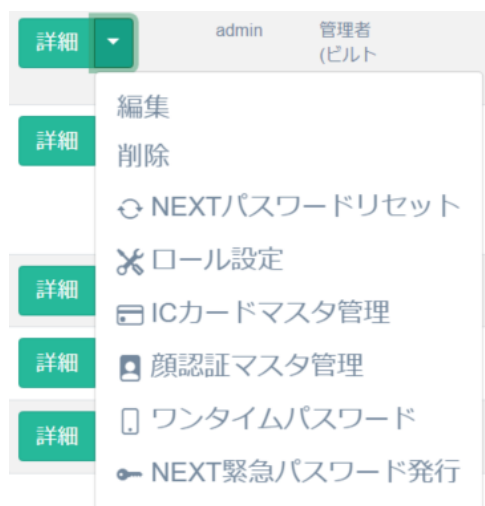 詳細 admin 管理者
(ビルト
編集
詳細
削除
NEXTパスワードリセット
ロール設定
詳細
ICカードマスタ管理
詳細
顔認証マスタ管理
詳細
ワンタイムパスワード
NEXT緊急パスワード発行